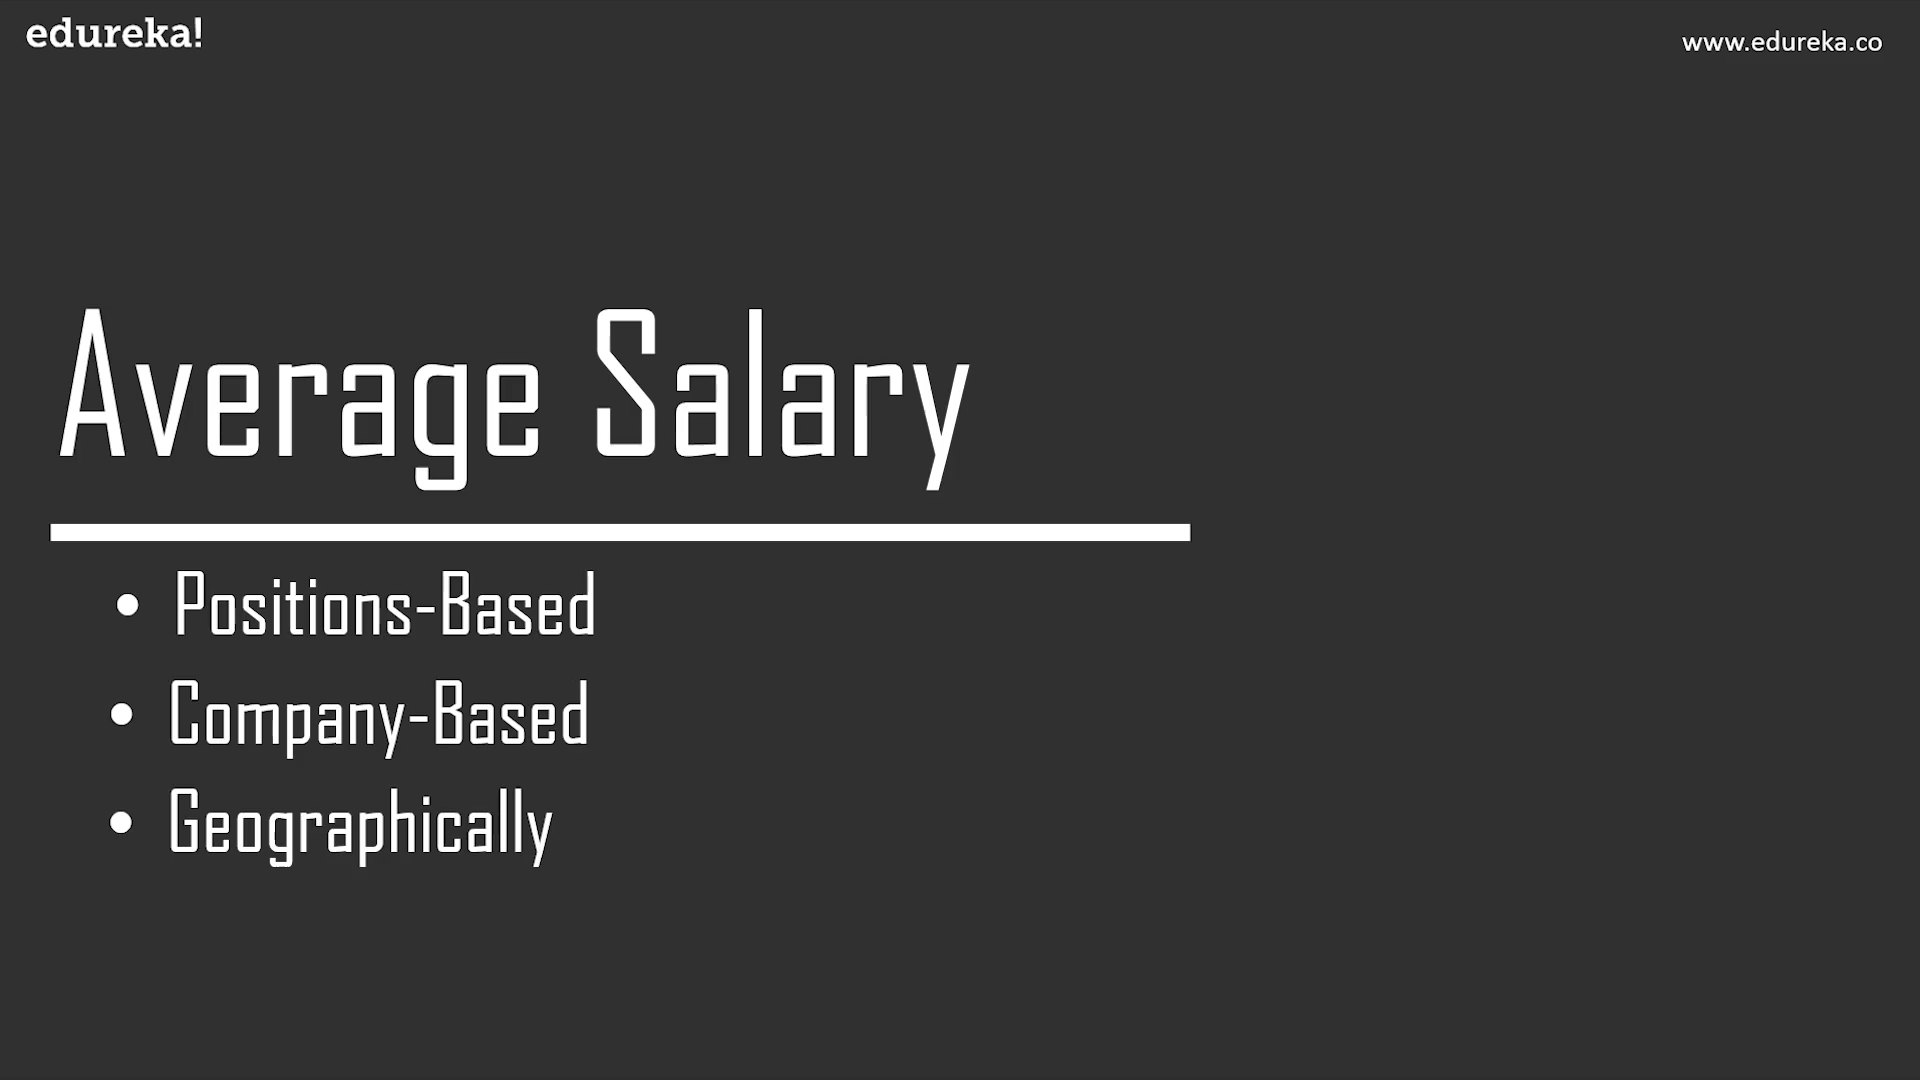 edureka!
www.edureka.co
Average Salary
• Positions-Based
• Company-Based
• Geographically